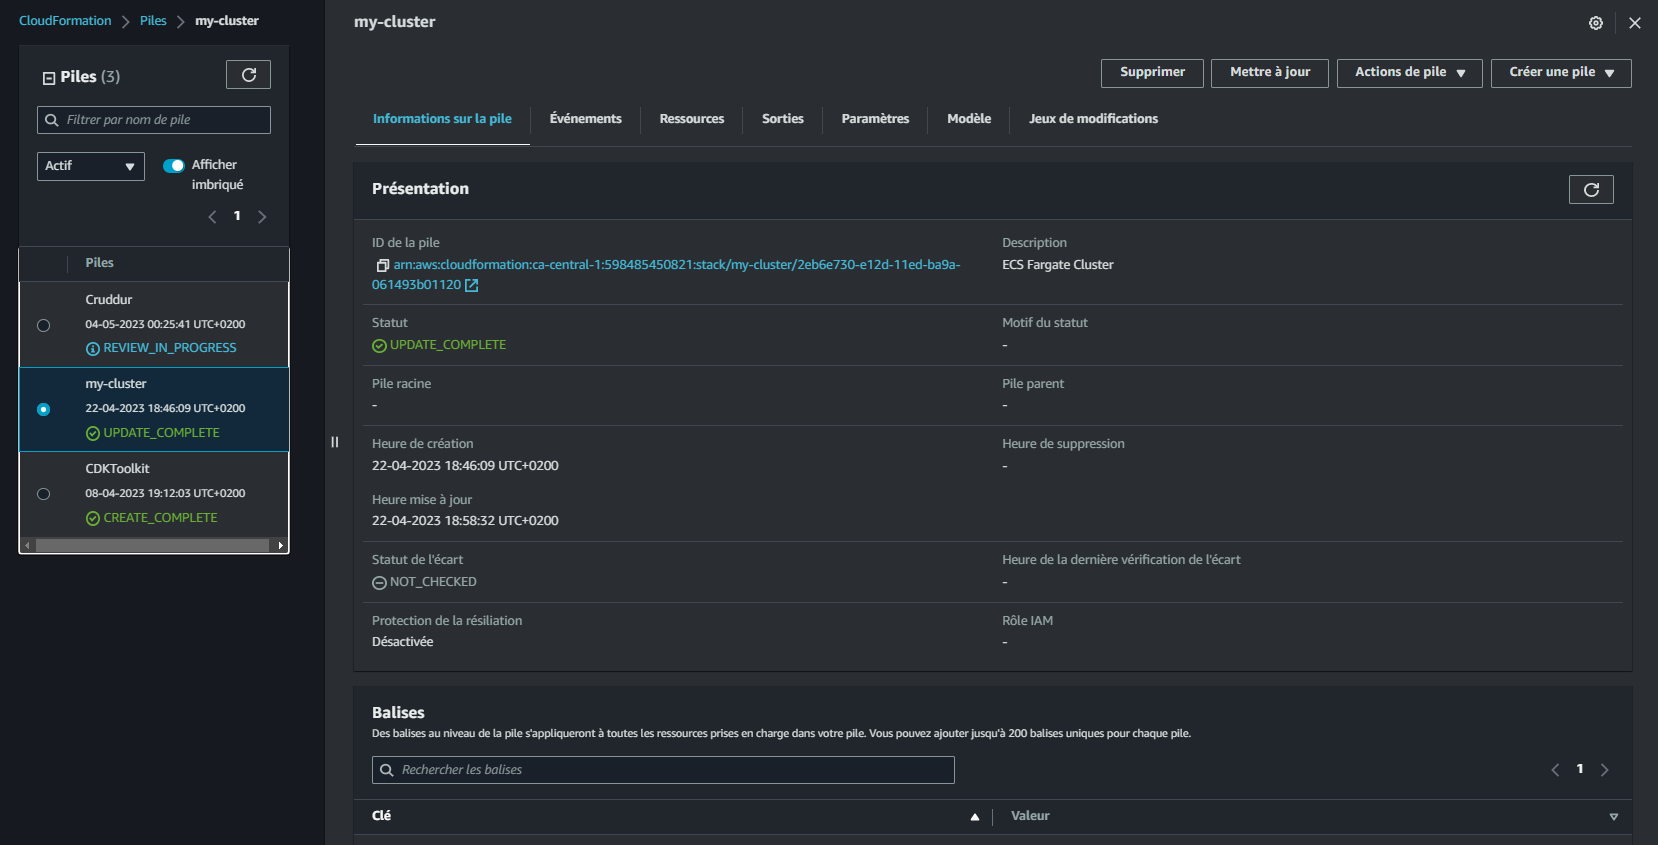 CloudFormation
Piles
my-cluster
Piles (3)
Filtrer par nom de pile
Actif
Afficher
imbriqué
1
Piles
Cruddur
04-05-2023 00:25:41 UTC+0200
REVIEW_IN_PROGRESS
my-cluster
22-04-2023 18:46:09 UTC+0200
UPDATE_COMPLETE
CDKToolkit
08-04-2023 19:12:03 UTC+0200
CREATE_COMPLETE
my-cluster
Supprimer
Mettre à jour
Actions de pile
Créer une pile
Informations sur la pile
Événements
Ressources
Sorties
Paramètres
Modèle
Jeux de modifications
Présentation
ID de la pile
arn:aws:cloudformation:ca-central-1:598485450821:stack/my-cluster/2eb6e730-e12d-11ed-ba9a-
061493b01120
Description
ECS Fargate Cluster
Statut
UPDATE_COMPLETE
Motif du statut
-
Pile racine
-
Pile parent
-
Heure de création
22-04-2023 18:46:09 UTC+0200
Heure de suppression
-
Heure mise à jour
22-04-2023 18:58:32 UTC+0200
Statut de l'écart
NOT_CHECKED
Heure de la dernière vérification de l'écart
-
Protection de la résiliation
Désactivée
Rôle IAM
-
Balises
Des balises au niveau de la pile s'appliqueront à toutes les ressources prises en charge dans votre pile. Vous pouvez ajouter jusqu'à 200 balises uniques pour chaque pile.
Rechercher les balises
1
Clé
Valeur